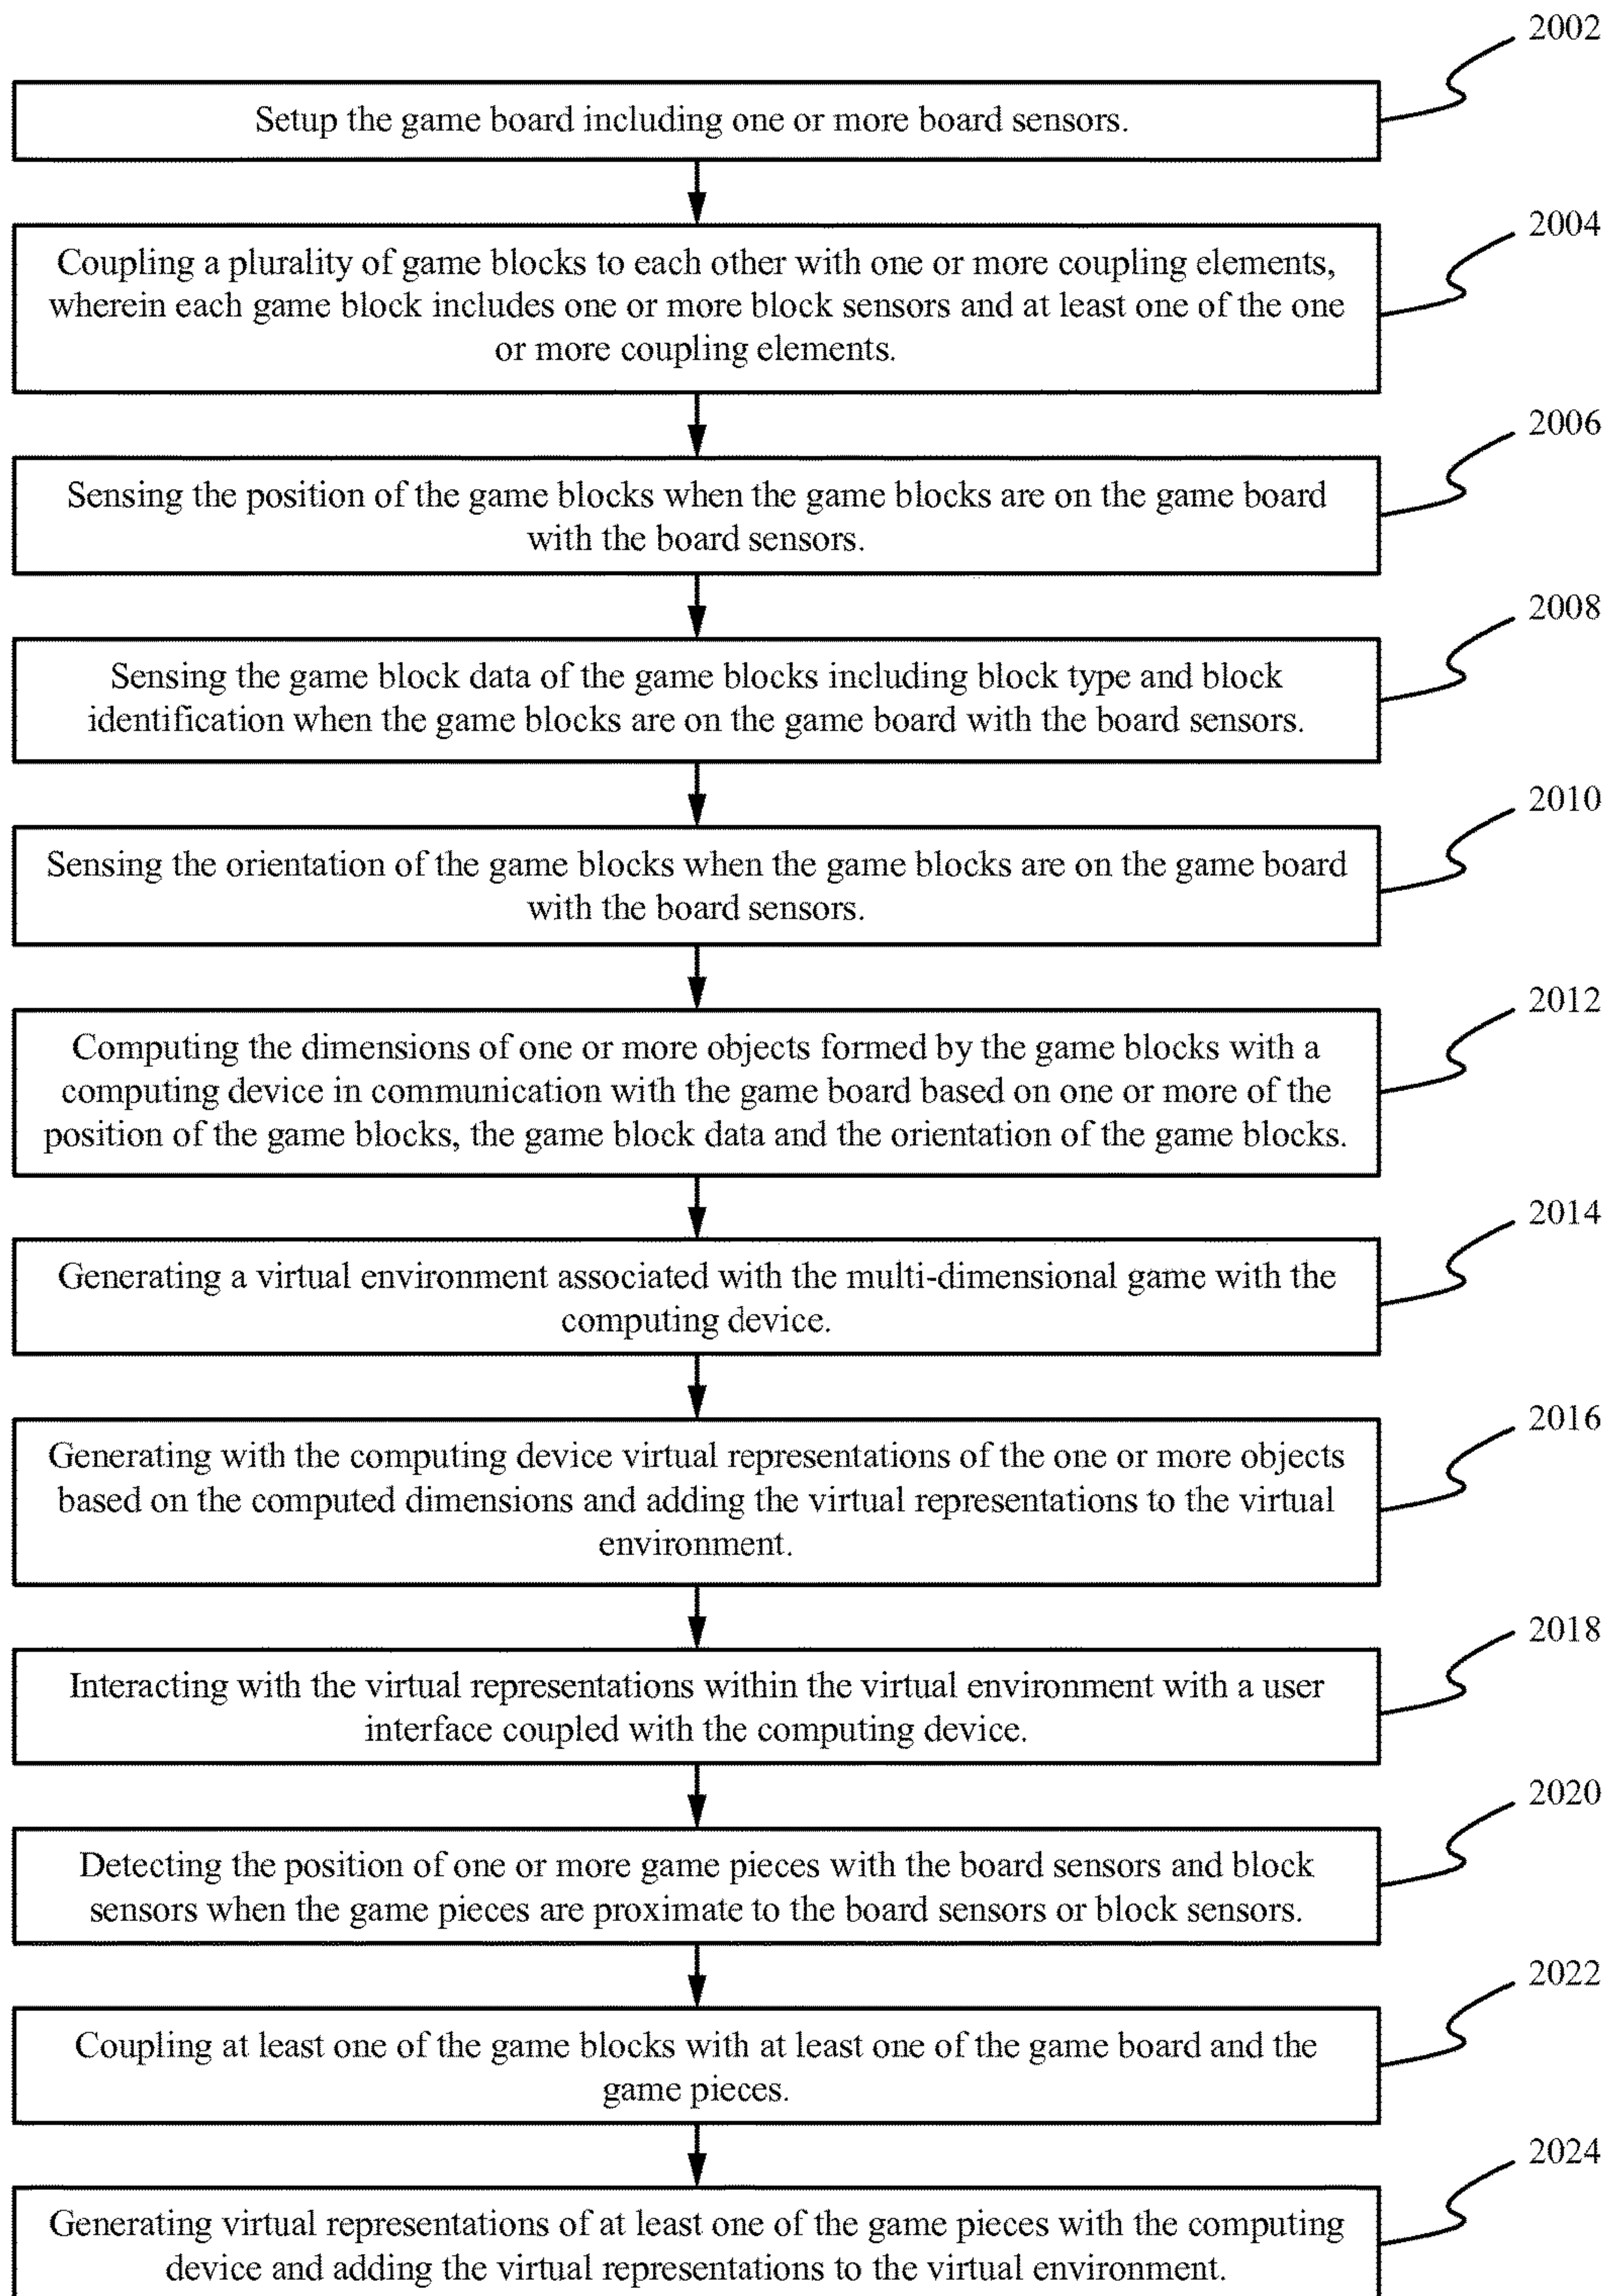 2002
Setup the game board including one or more board sensors.
2004
Coupling a plurality of game blocks to each other with one or more coupling elements,
wherein each game block includes one or more block sensors and at least one of the one
or more coupling elements.
2006
Sensing the position of the game blocks when the game blocks are on the game board
with the board sensors.
2008
Sensing the game block data of the game blocks including block type and block
identification when the game blocks are on the game board with the board sensors.
2010
Sensing the orientation of the game blocks when the game blocks are on the game board
with the board sensors.
2012
Computing the dimensions of one or more objects formed by the game blocks with a
computing device in communication with the game board based on one or more of the
position of the game blocks, the game block data and the orientation of the game blocks.
2014
Generating a virtual environment associated with the multi-dimensional game with the
computing device.
2016
Generating with the computing device virtual representations of the one or more objects
based on the computed dimensions and adding the virtual representations to the virtual
environment.
2018
Interacting with the virtual representations within the virtual environment with a user
interface coupled with the computing device.
2020
Detecting the position of one or more game pieces with the board sensors and block
sensors when the game pieces are proximate to the board sensors or block sensors.
2022
Coupling at least one of the game blocks with at least one of the game board and the
game pieces.
2024
Generating virtual representations of at least one of the game pieces with the computing
device and adding the virtual representations to the virtual environment.